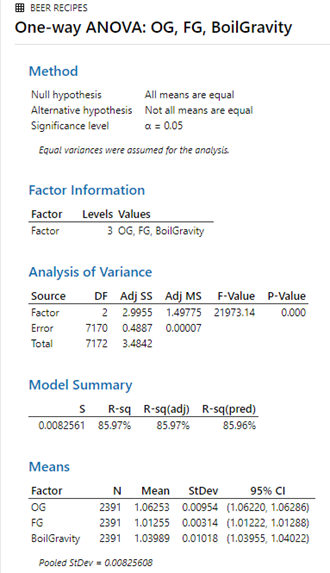 BEER RECIPES
One-way ANOVA: OG, FG, BoilGravity
Method
Null hypothesis All means are equal
Alternative hypothesis Not all means are equal
Significance level α = 0.05
Equal variances were assumed for the analysis.
Factor Information
Factor Levels Values
Factor 3 OG, FG, BoilGravity
Analysis of Variance
Source DF Adj SS Adj MS F-Value P-Value
Factor 2 2.9955 1.49775 21973.14 0.000
Error 7170 0.4887 0.00007
Total 7172 3.4842
Model Summary
S R-sq R-sq(adj) R-sq(pred)
0.0082561 85.97% 85.97% 85.96%
Means
Factor N Mean StDev 95% CI
OG 2391 1.06253 0.00954 (1.06220, 1.06286)
FG 2391 1.01255 0.00314 (1.01222, 1.01288)
BoilGravity 2391 1.03989 0.01018 (1.03955, 1.04022)
Pooled StDev = 0.00825608